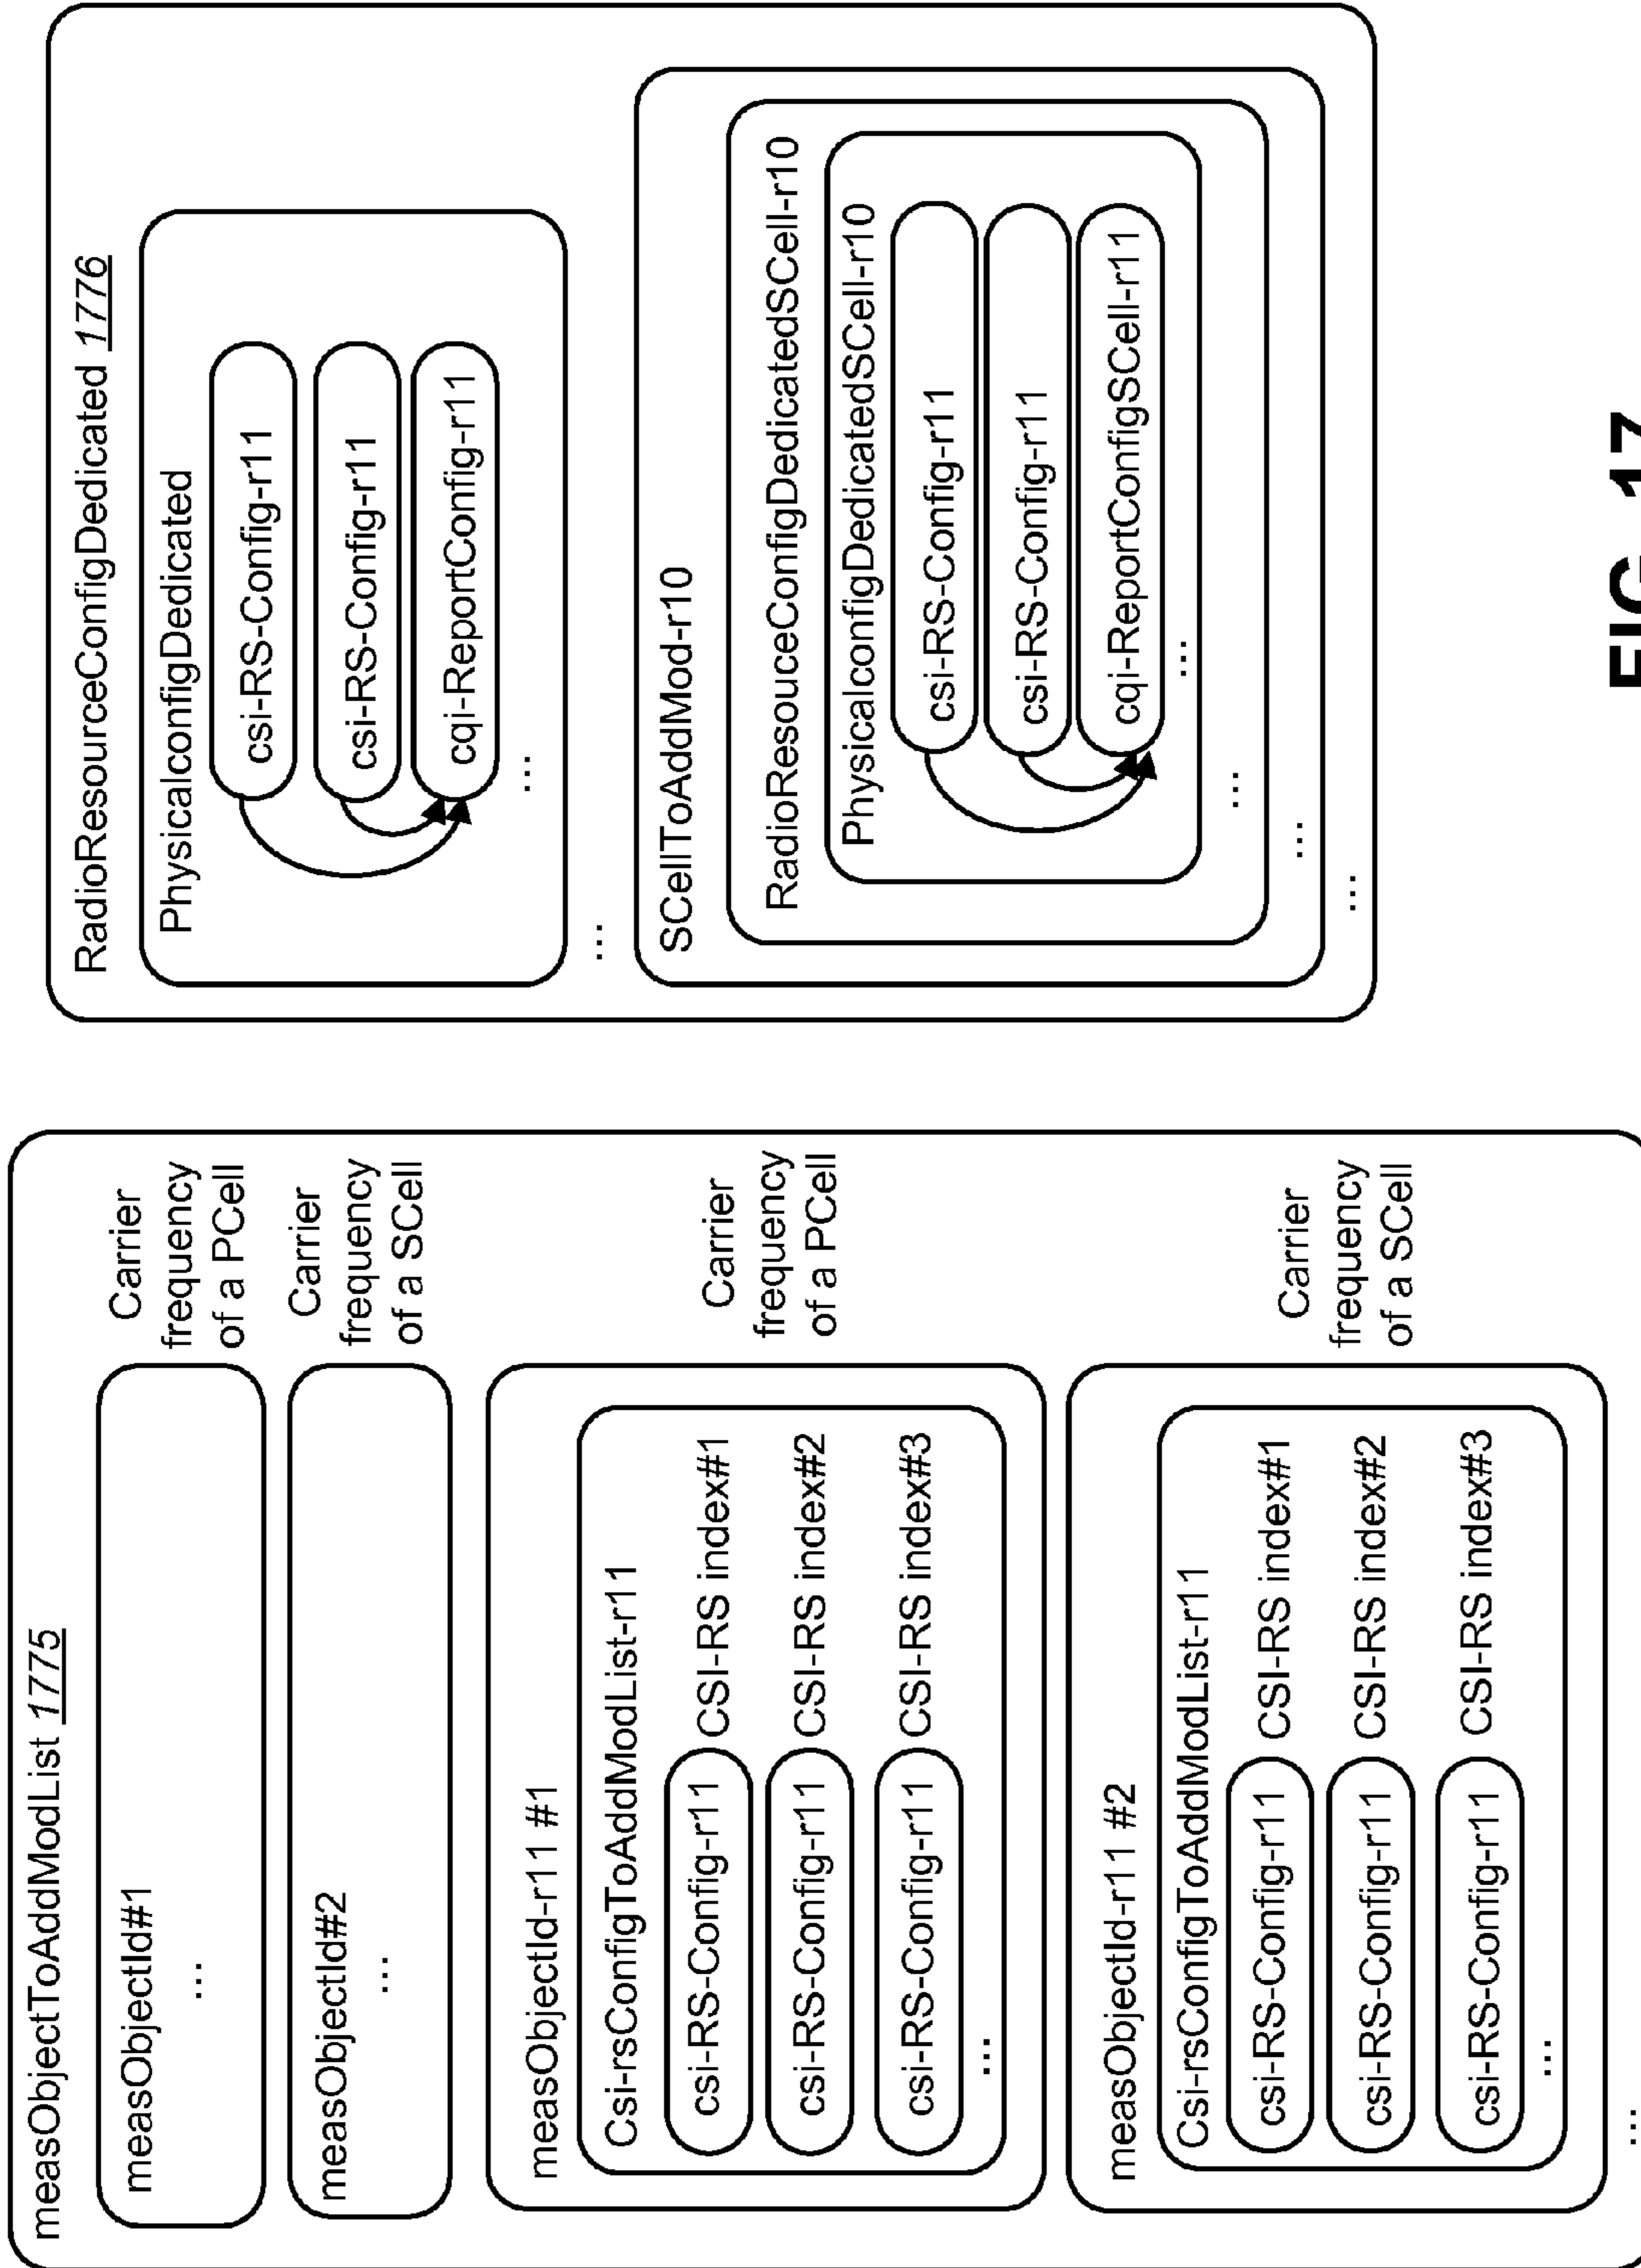 measObjectToAddModList 1775
measObjectId#1
...
Carrier
frequency
of a PCell
measObjectId#2
...
Carrier
frequency
of a SCell
measObjectId-r11 #1
Csi-rsConfigToAddModList-r11
csi-RS-Config-r11 CSI-RS index#1
csi-RS-Config-r11 CSI-RS index#2
csi-RS-Config-r11 CSI-RS index#3
...
Carrier
frequency
of a PCell
measObjectId-r11 #2
Csi-rsConfigToAddModList-r11
csi-RS-Config-r11 CSI-RS index#1
csi-RS-Config-r11 CSI-RS index#2
csi-RS-Config-r11 CSI-RS index#3
...
Carrier
frequency
of a SCell
...
RadioResourceConfigDedicated 1776
PhysicalconfigDedicated
csi-RS-Config-r11
csi-RS-Config-r11
cqi-ReportConfig-r11
...
...
SCellToAddMod-r10
RadioResouceConfigDedicatedSCell-r10
PhysicalconfigDedicatedSCell-r10
csi-RS-Config-r11
csi-RS-Config-r11
cqi-ReportConfigSCell-r11
...
...
...
...
FIG. 17